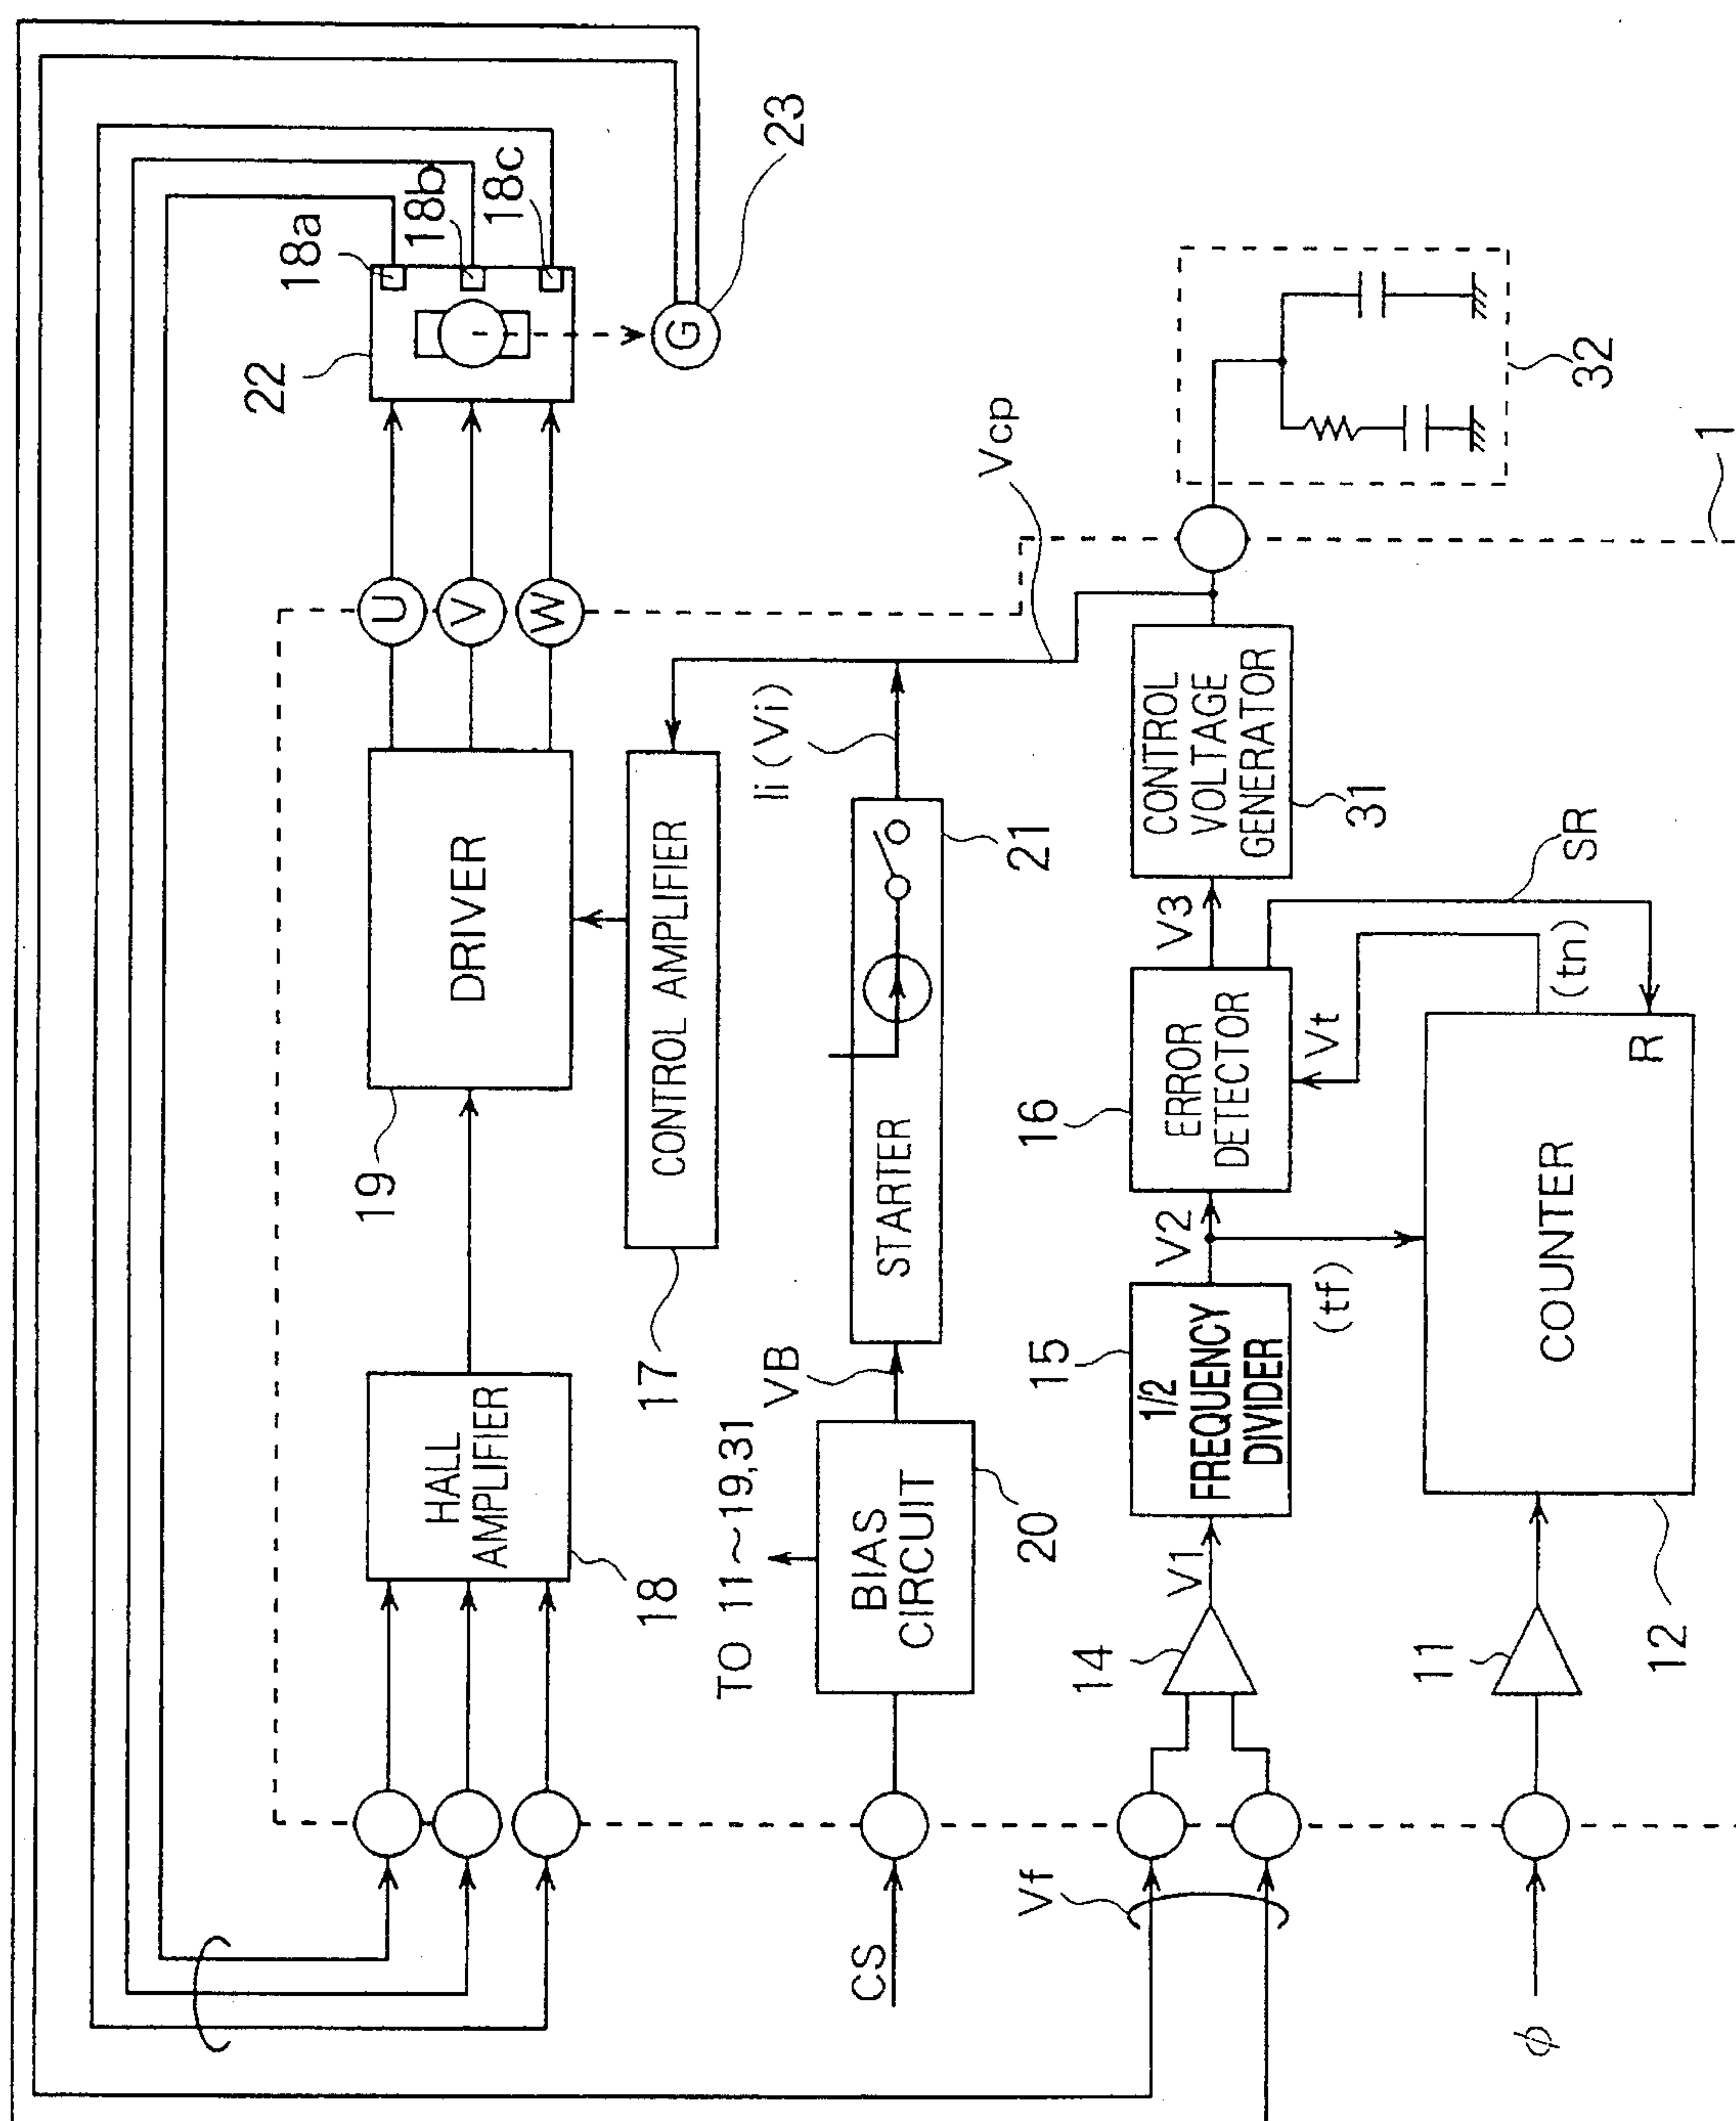 22
18a
18b
18c
U
V
W
G
23
HALL
AMPLIFIER
18
DRIVER
19
CONTROL AMPLIFIER
17
Ii(Vi)
Vcp
TO 11~19,31
CS
BIAS
CIRCUIT
20
VB
STARTER
21
Vf
14
V1
15
1/2
FREQUENCY
DIVIDER
V2
(tf)
16
ERROR
DETECTOR
Vt
V3
CONTROL
VOLTAGE
GENERATOR
31
32
SR
(tn)
φ
11
12
COUNTER
R
1